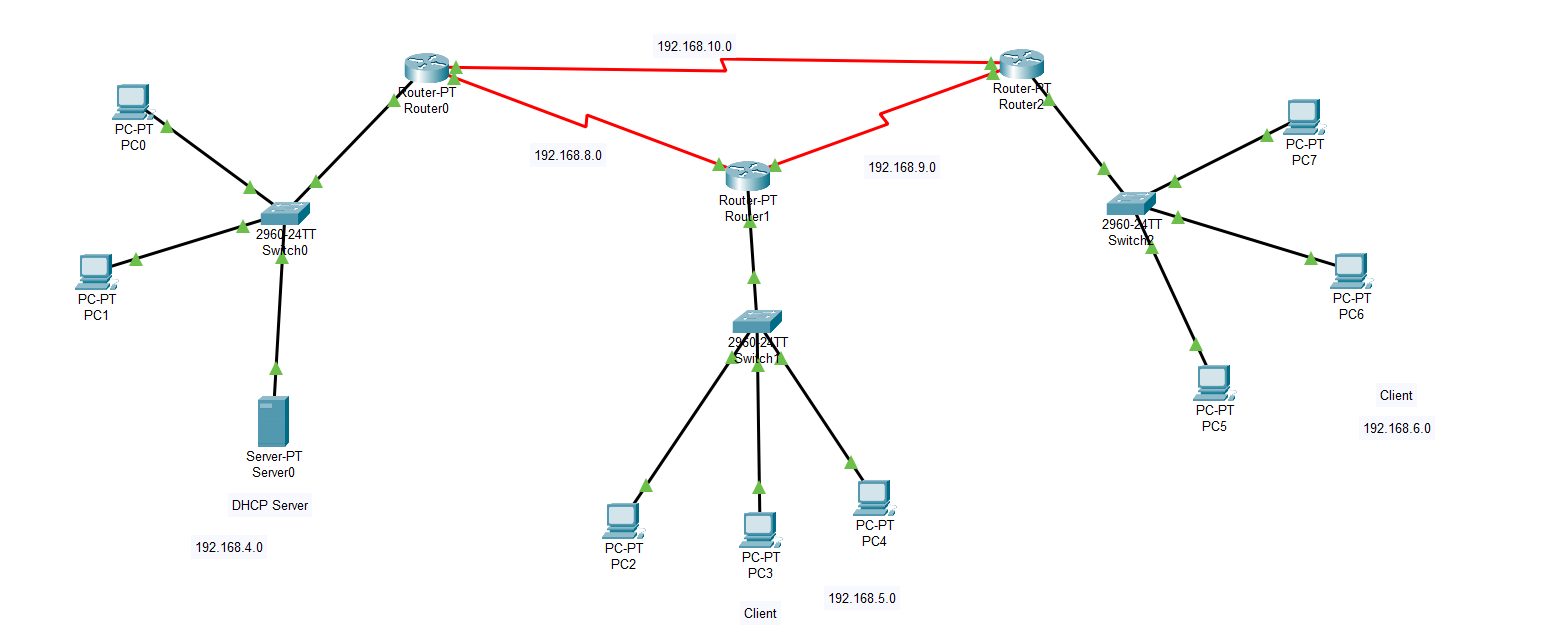 192.168.10.0
Router-PT
Router0
Router-PT
Router2
PC-PT
PC0
PC-PT
PC7
192.168.8.0
192.168.9.0
Router-PT
Router1
2960-24TT
Switch0
2960-24TT
Switch2
PC-PT
PC1
PC-PT
PC6
2960-24TT
Switch1
PC-PT
PC5
Client
192.168.6.0
Server-PT
Server0
DHCP Server
192.168.4.0
PC-PT
PC2
PC-PT
PC3
PC-PT
PC4
192.168.5.0
Client